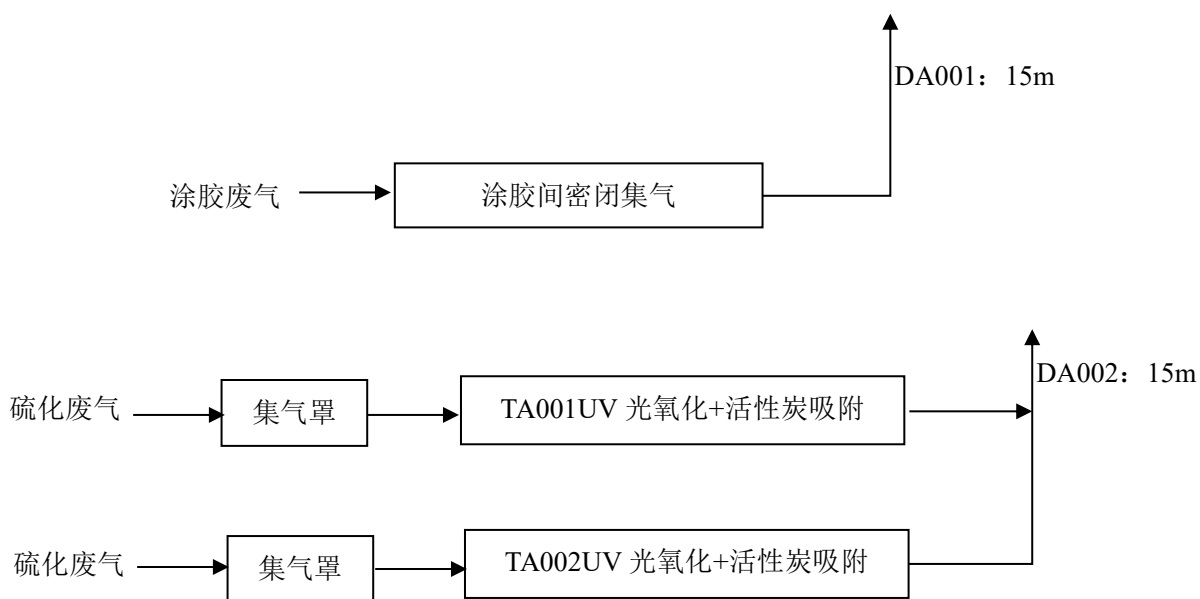 DA001：15m
涂胶废气
涂胶间密闭集气
DA002：15m
硫化废气
集气罩
TA001UV 光氧化+活性炭吸附
硫化废气
集气罩
TA002UV 光氧化+活性炭吸附